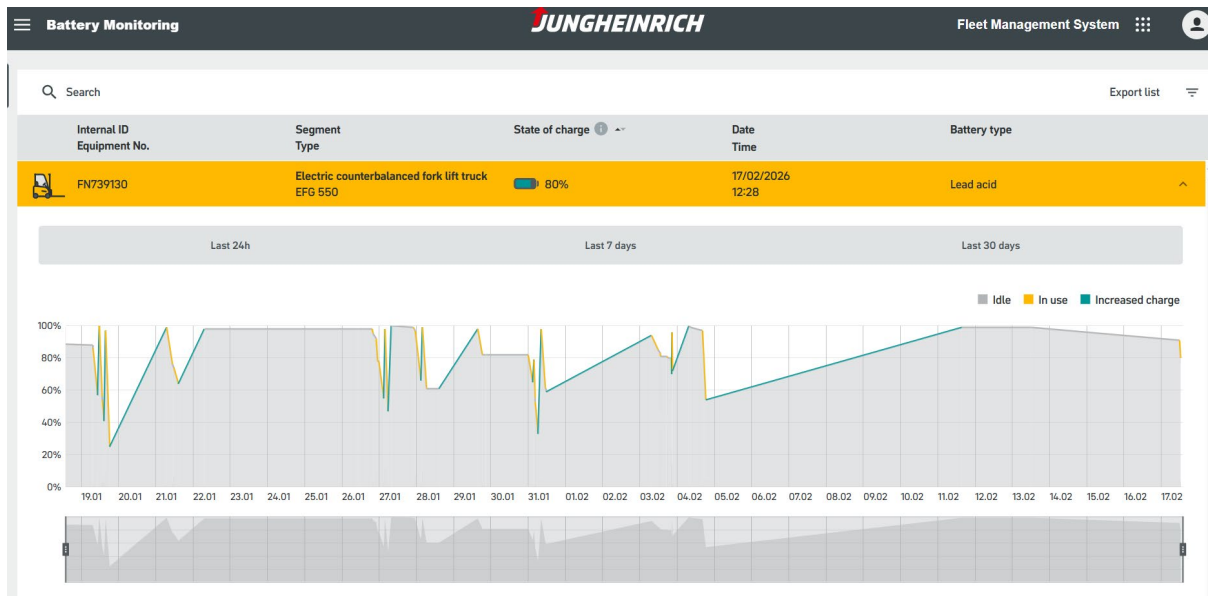 Battery Monitoring
JUNGHEINRICH
Fleet Management System
Search
Export list
Internal ID
Equipment No.
Segment
Type
State of charge
Date
Time
Battery type
FN739130
Electric counterbalanced fork lift truck
EFG 550
80%
17/02/2026
12:28
Lead acid
Last 24h
Last 7 days
Last 30 days
Idle
In use
Increased charge
100%
80%
60%
40%
20%
0%
19.01 20.01 21.01 22.01 23.01 24.01 25.01 26.01 27.01 28.01 29.01 30.01 31.01 01.02 02.02 03.02 04.02 05.02 06.02 07.02 08.02 09.02 10.02 11.02 12.02 13.02 14.02 15.02 16.02 17.02